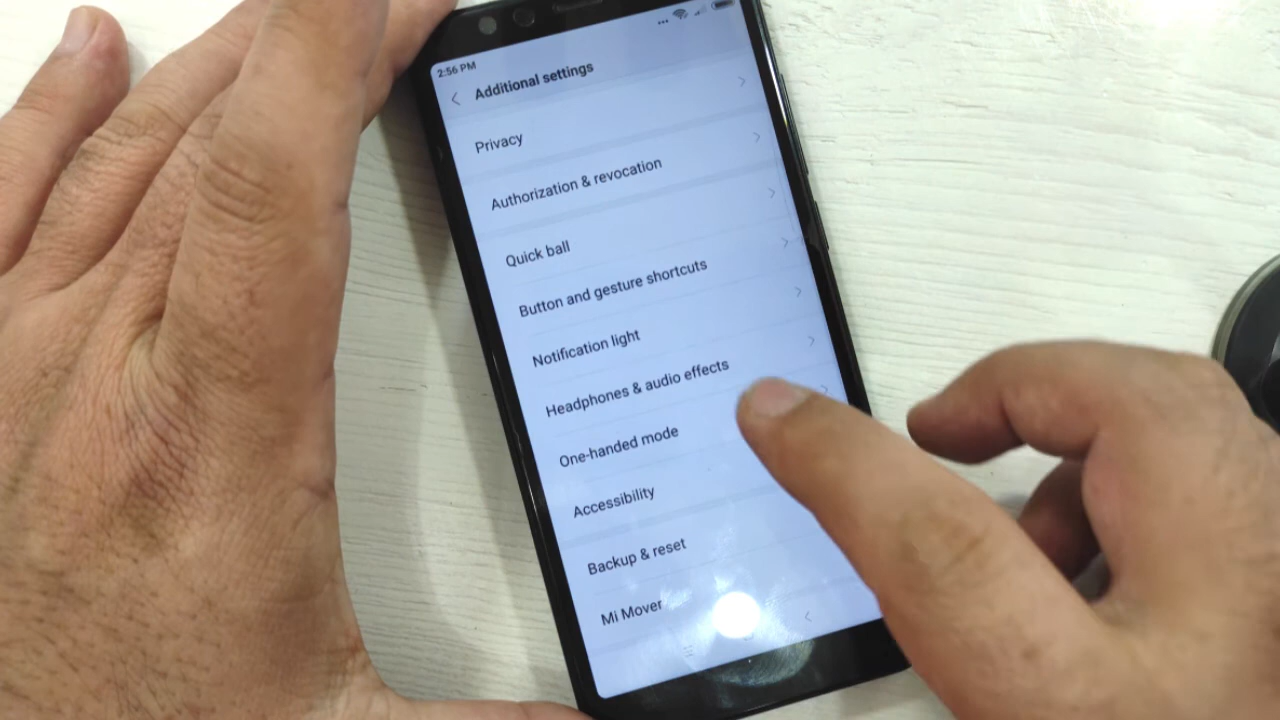 2:56 PM
Additional settings
Privacy
Authorization & revocation
Quick ball
Button and gesture shortcuts
Notification light
Headphones & audio effects
One-handed mode
Accessibility
Backup & reset
Mi Mover